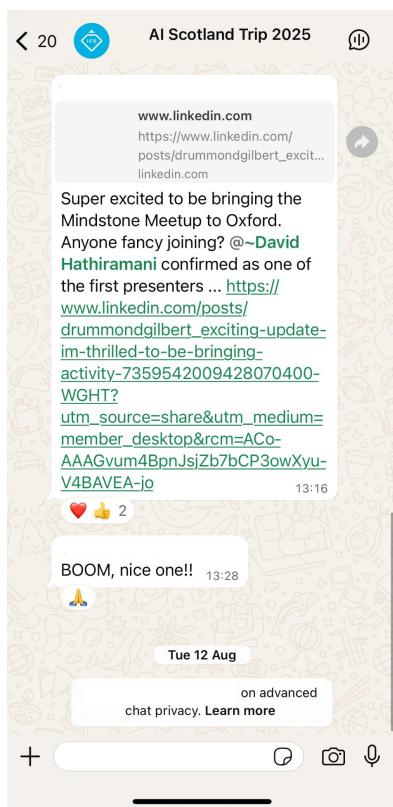 20
ICE
AI Scotland Trip 2025
www.linkedin.com
https://www.linkedin.com/
posts/drummondgilbert_excit...
linkedin.com
Super excited to be bringing the
Mindstone Meetup to Oxford.
Anyone fancy joining? @~David
Hathiramani confirmed as one of
the first presenters ... https://
www.linkedin.com/posts/
drummondgilbert_exciting-update-
im-thrilled-to-be-bringing-
activity-7359542009428070400-
WGHT?
utm_source=share&utm_medium=
member_desktop&rcm=ACo-
AAAGvum4BpnJsjZb7bCP3owXyu-
V4BAVEA-jo
13:16
❤️ 👍 2
BOOM, nice one!! 13:28
🙏
Tue 12 Aug
on advanced
chat privacy. Learn more